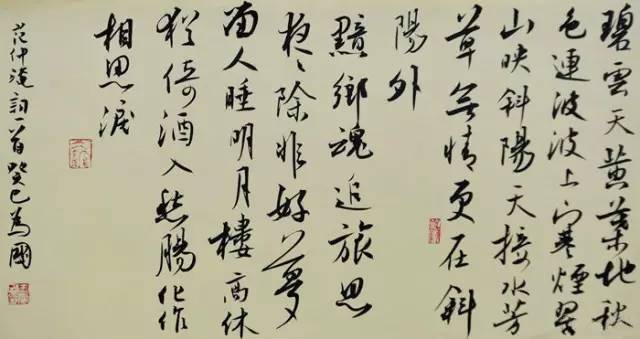 碧雲天黄葉地秋
色連波波上寒煙翠
山映斜陽天接水芳
草無情更在斜
陽外
黯鄉魂追旅思
夜々除非好夢
留人睡明月樓高休
獨倚酒入愁腸化作
相思淚
范仲淹詞一首癸巳為國